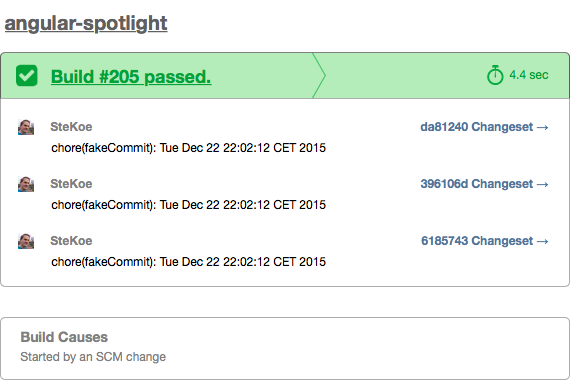 angular-spotlight
Build #205 passed.
4.4 sec
SteKoe
da81240 Changeset →
chore(fakeCommit): Tue Dec 22 22:02:12 CET 2015
SteKoe
396106d Changeset →
chore(fakeCommit): Tue Dec 22 22:02:12 CET 2015
SteKoe
6185743 Changeset →
chore(fakeCommit): Tue Dec 22 22:02:12 CET 2015
Build Causes
Started by an SCM change